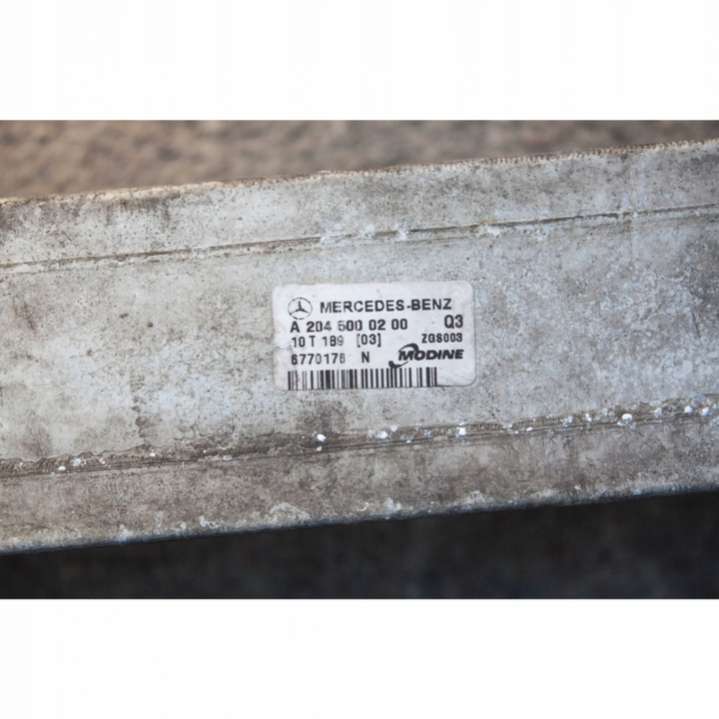 MERCEDES-BENZ
A 204 500 02 00 Q3
10 T 189 [03] ZGS003
6770176 N MODINE